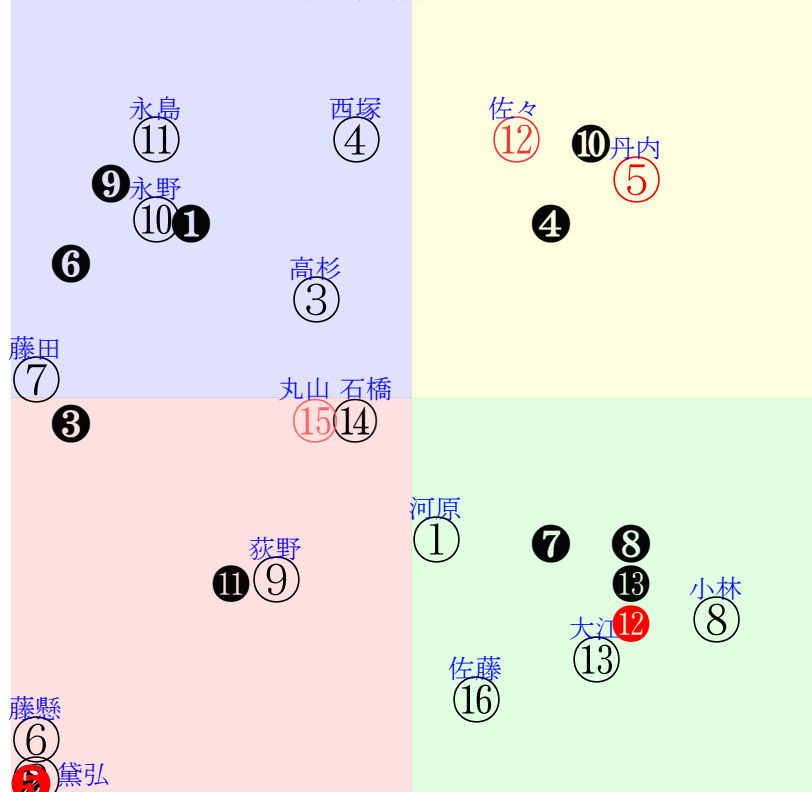 永島 西塚 佐々
⑪ ④ ⑫ ❿ 丹内
❾ 永野 ⑤
⑩ ❶ ❹
❻ 高杉
③
藤田
⑦ 丸山 石橋
❸ ⑮ ⑭
河原
① ❼ ❽
荻野
⓫ ⑨ ⓭ 小林
大江 ⓬ ⑧
佐藤 ⑬
⑯
藤懸
⑥
黛弘
❺